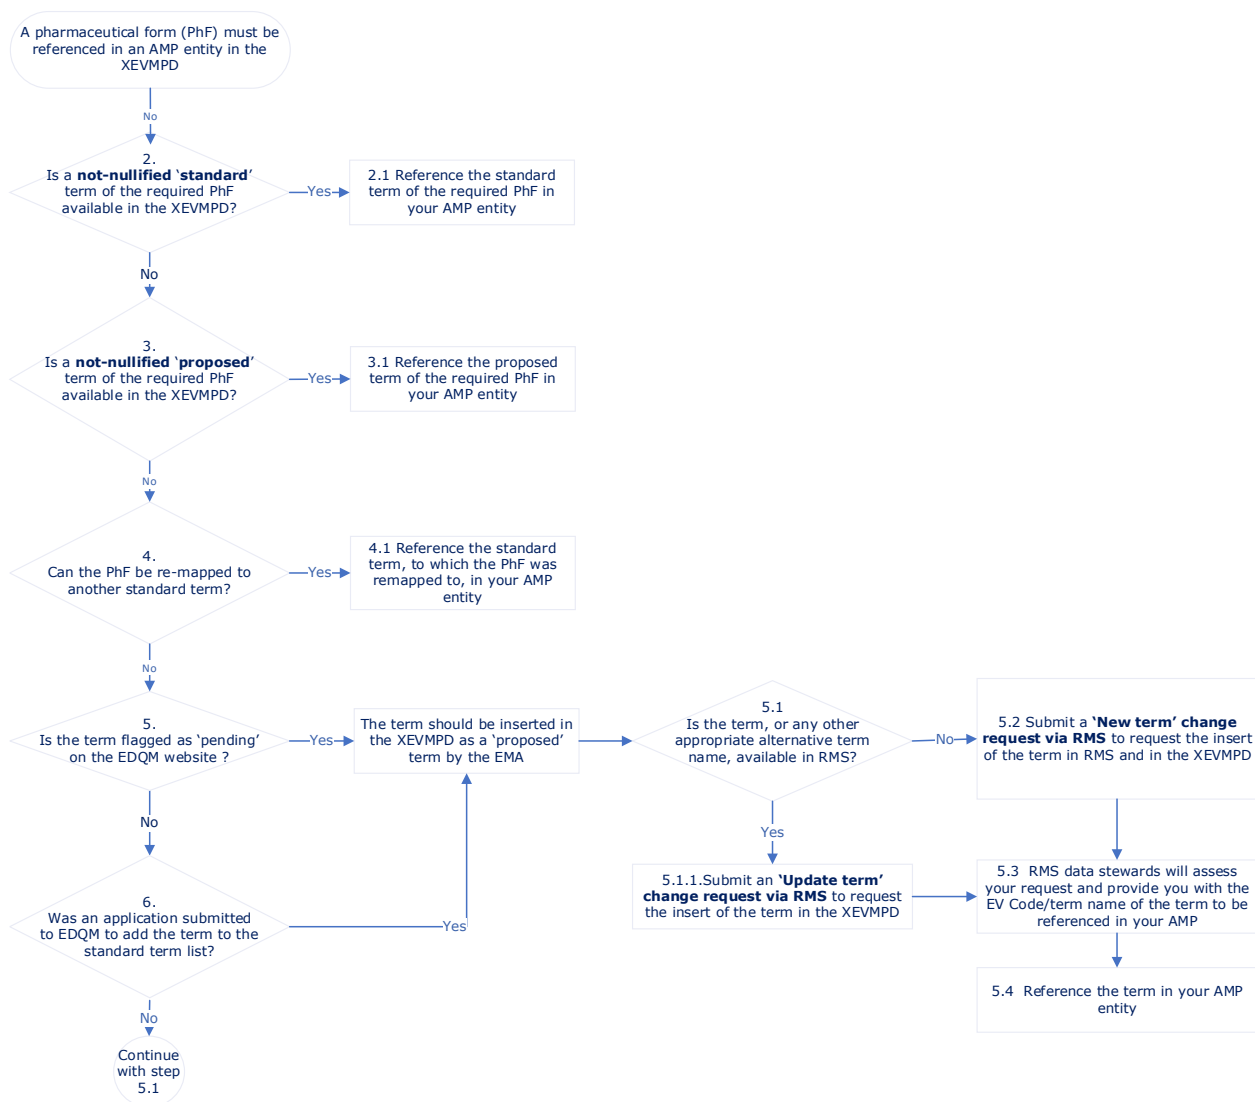 A pharmaceutical form (PhF) must be
referenced in an AMP entity in the
XEVMPD
No
2.
Is a not-nullified ‘standard’
term of the required PhF
available in the XEVMPD?
Yes
2.1 Reference the standard
term of the required PhF in
your AMP entity
No
3.
Is a not-nullified ‘proposed’
term of the required PhF
available in the XEVMPD?
Yes
3.1 Reference the proposed
term of the required PhF in
your AMP entity
No
4.
Can the PhF be re-mapped to
another standard term?
Yes
4.1 Reference the standard
term, to which the PhF was
remapped to, in your AMP
entity
No
5.
Is the term flagged as ‘pending’
on the EDQM website ?
Yes
The term should be inserted in
the XEVMPD as a ‘proposed’
term by the EMA
5.1
Is the term, or any other
appropriate alternative term
name, available in RMS?
No
5.2 Submit a ‘New term’ change
request via RMS to request the insert
of the term in RMS and in the XEVMPD
No
Yes
5.1.1.Submit an ‘Update term’
change request via RMS to request
the insert of the term in the XEVMPD
5.3  RMS data stewards will assess
your request and provide you with the
EV Code/term name of the term to be
referenced in your AMP
6.
Was an application submitted
to EDQM to add the term to the
standard term list?
Yes
5.4  Reference the term in your AMP
entity
No
Continue
with step
5.1